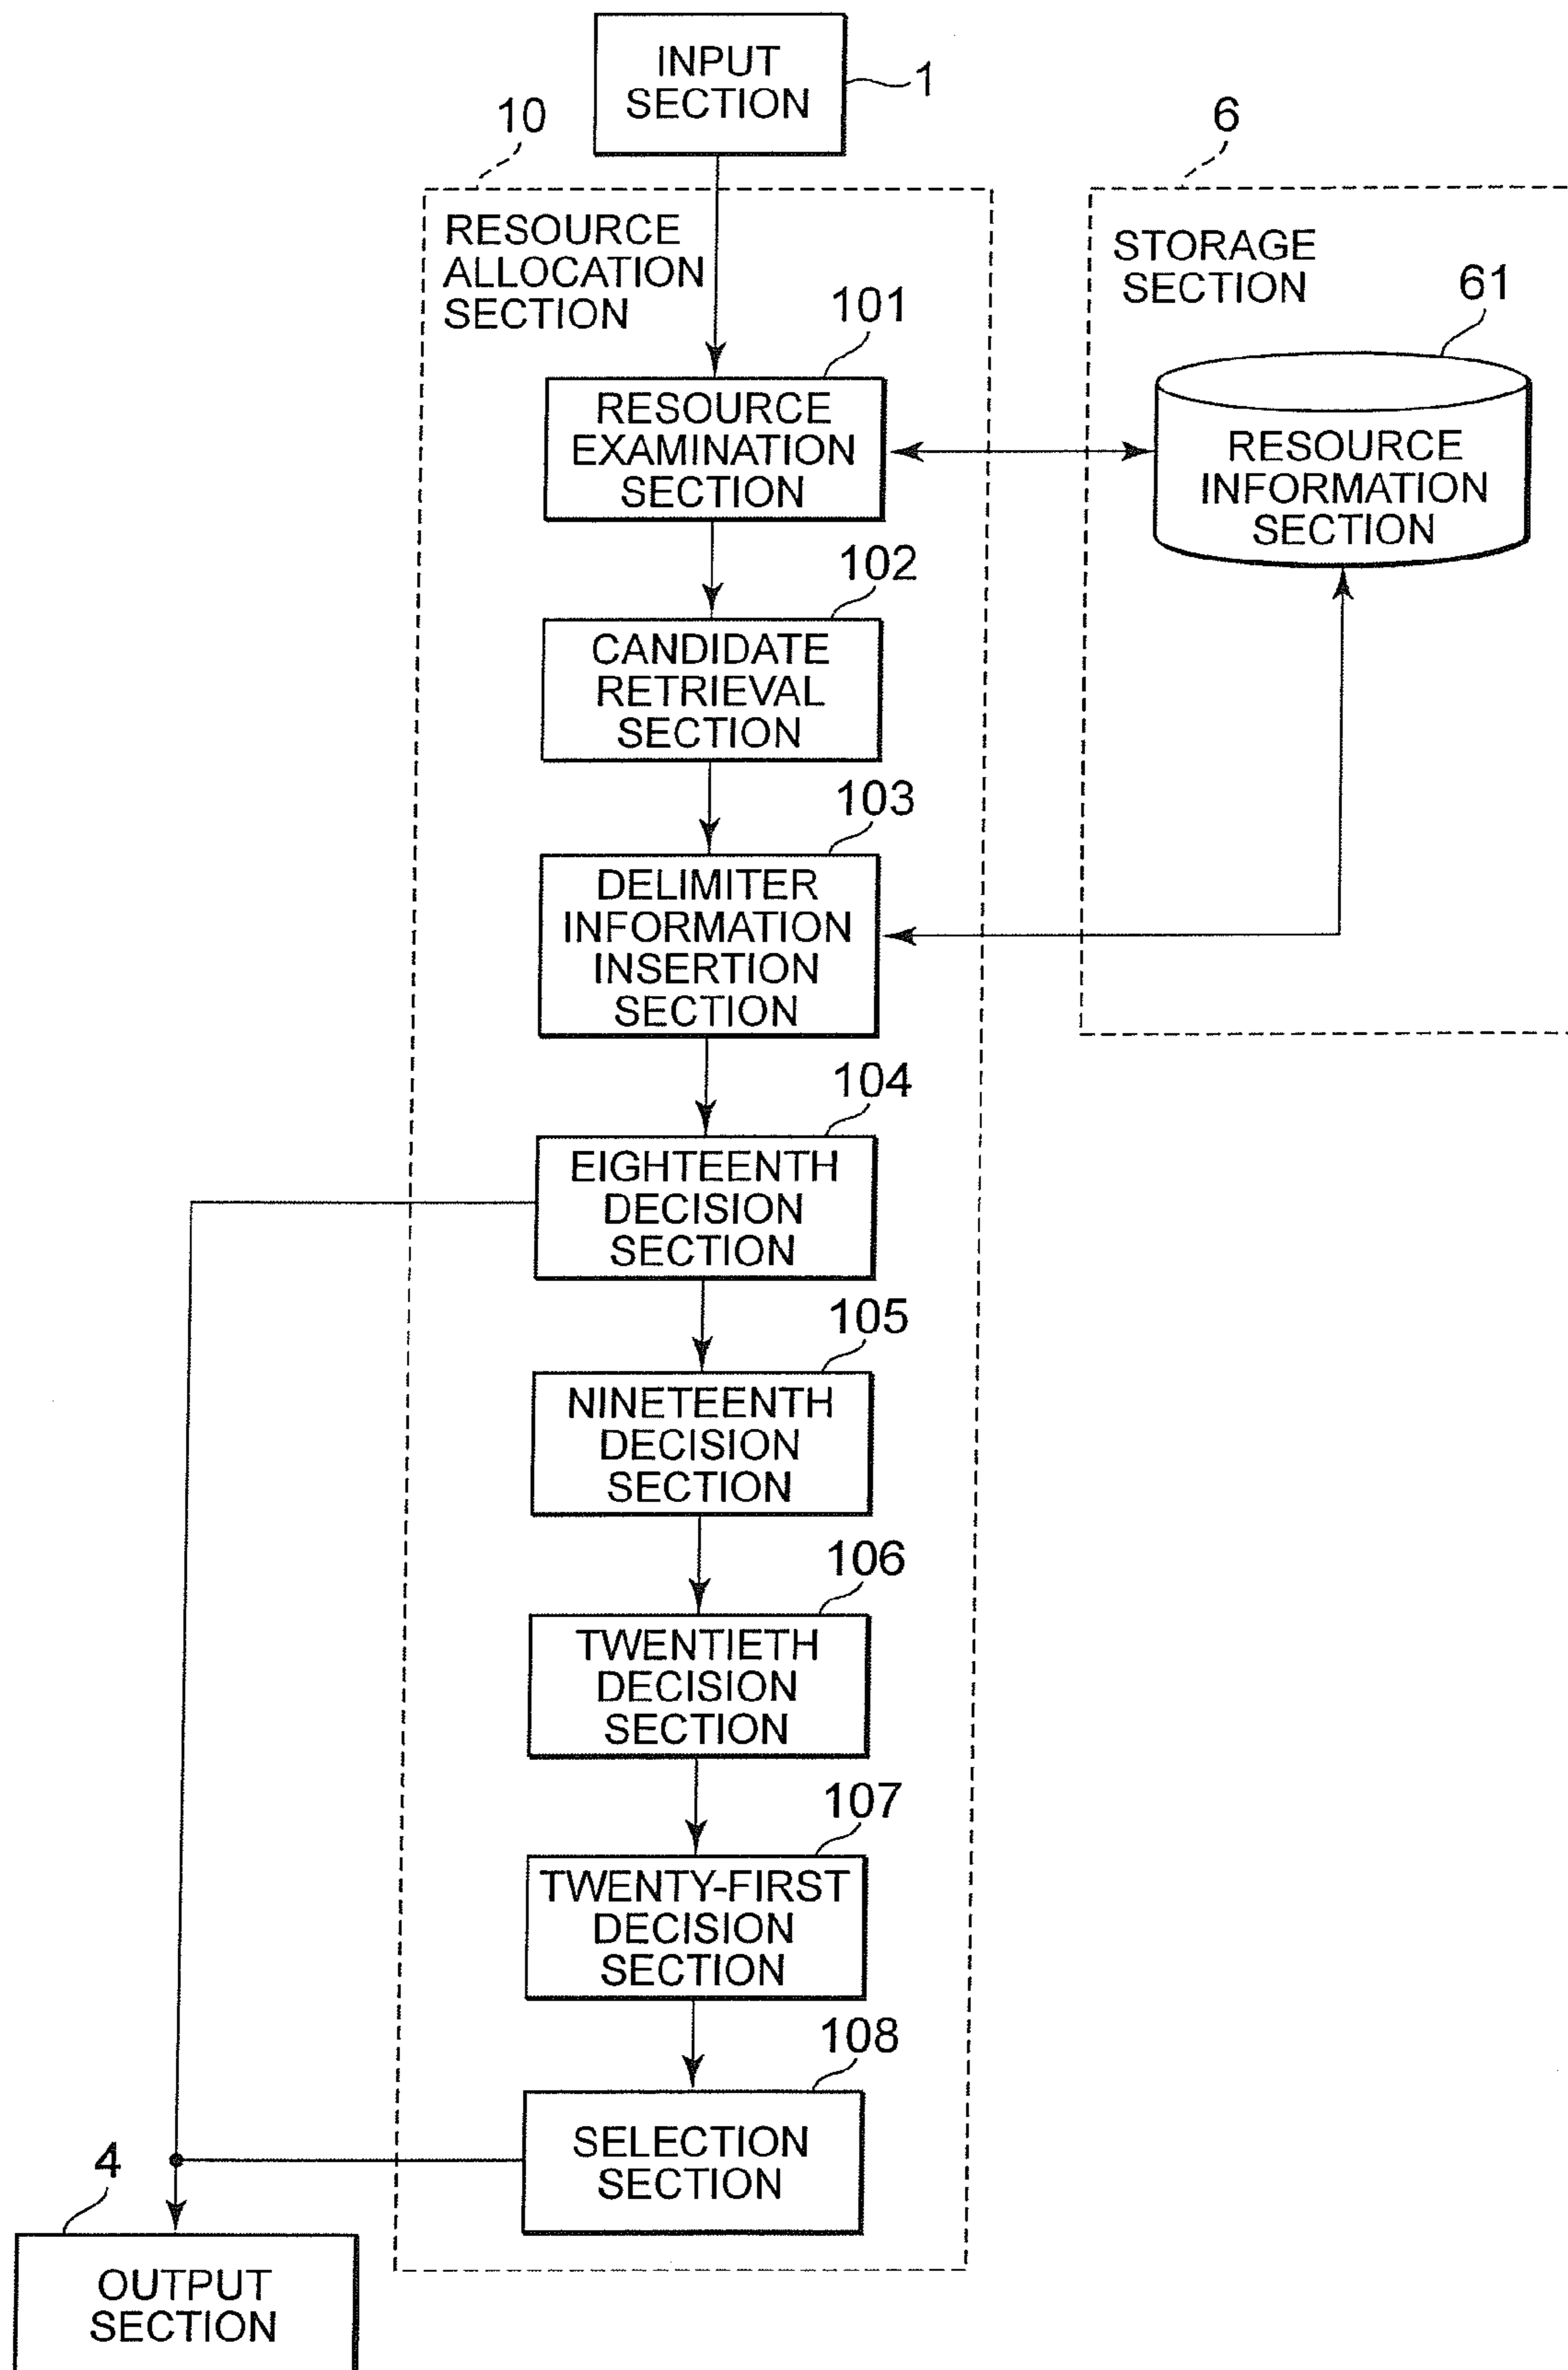 INPUT
SECTION
1
10
6
RESOURCE
ALLOCATION
SECTION
STORAGE
SECTION
101
61
RESOURCE
EXAMINATION
SECTION
RESOURCE
INFORMATION
SECTION
102
CANDIDATE
RETRIEVAL
SECTION
103
DELIMITER
INFORMATION
INSERTION
SECTION
104
EIGHTEENTH
DECISION
SECTION
105
NINETEENTH
DECISION
SECTION
106
TWENTIETH
DECISION
SECTION
107
TWENTY-FIRST
DECISION
SECTION
108
SELECTION
SECTION
4
OUTPUT
SECTION